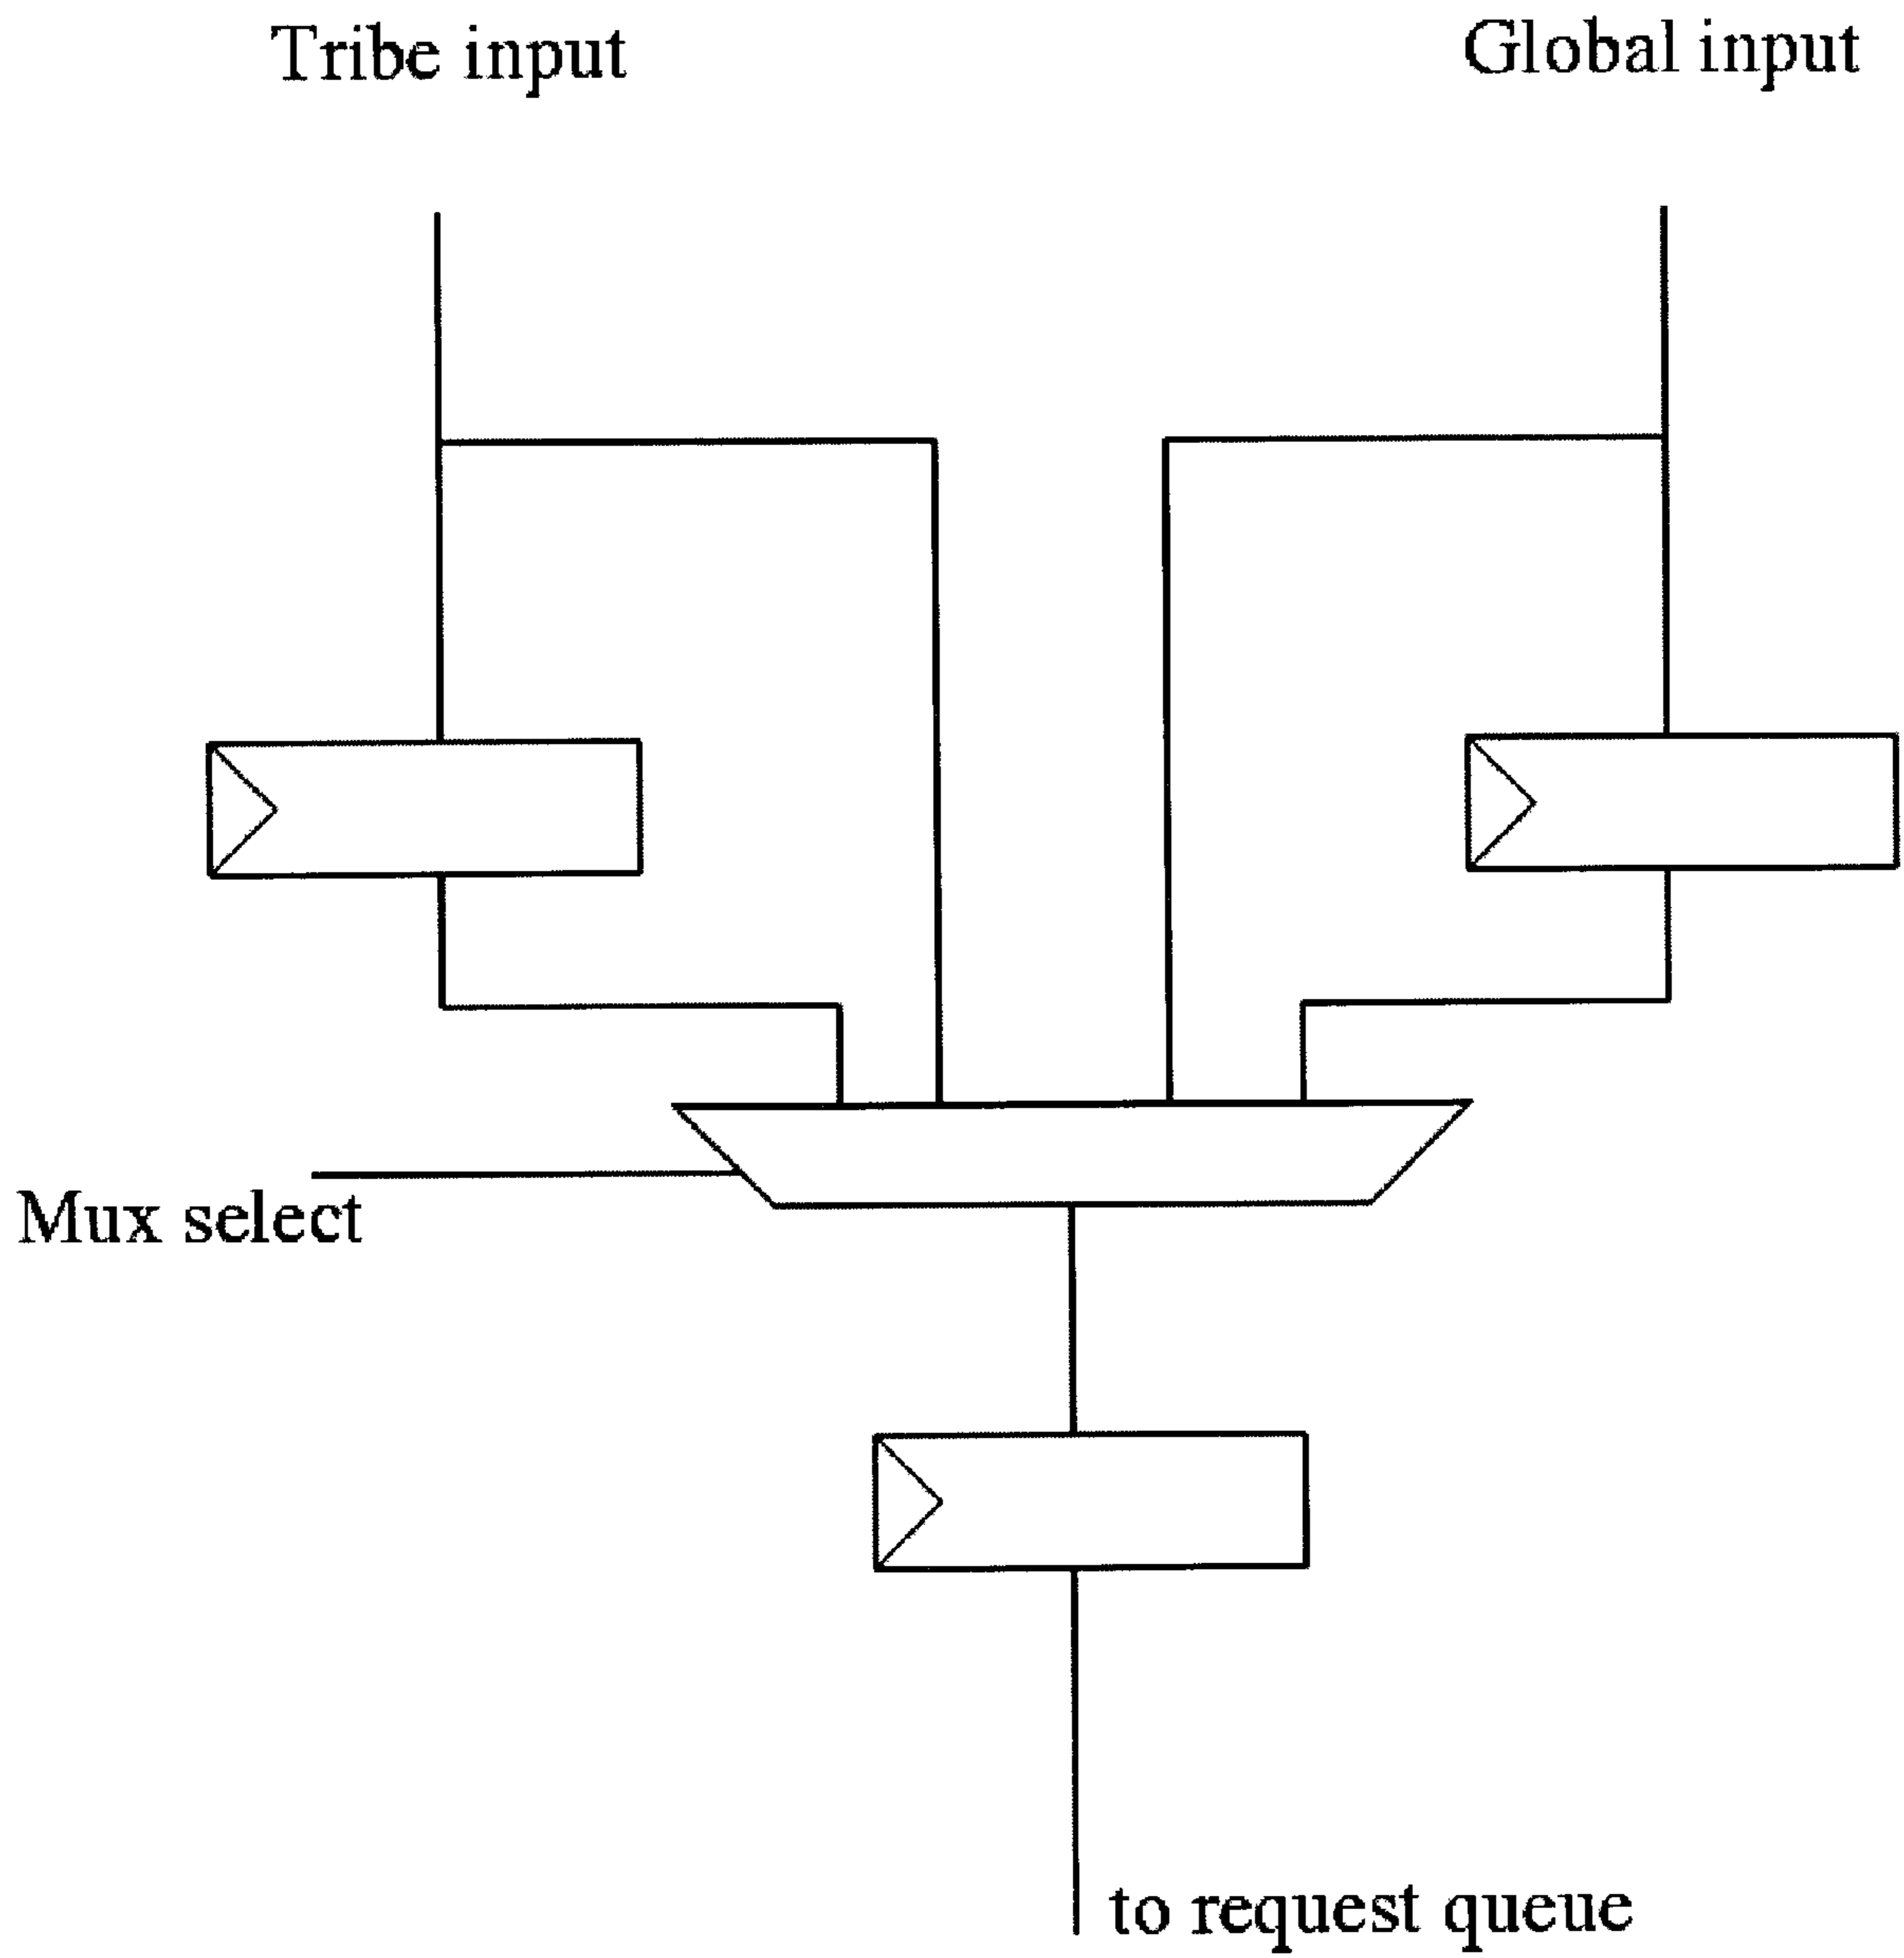 Tribe input
Global input
Mux select
to request queue